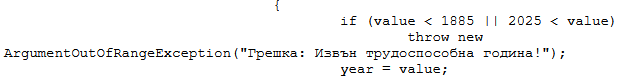 {
if (value < 1885 || 2025 < value)
throw new
ArgumentOutOfRangeException("Грешка: Извън трудоспособна година!");
year = value;